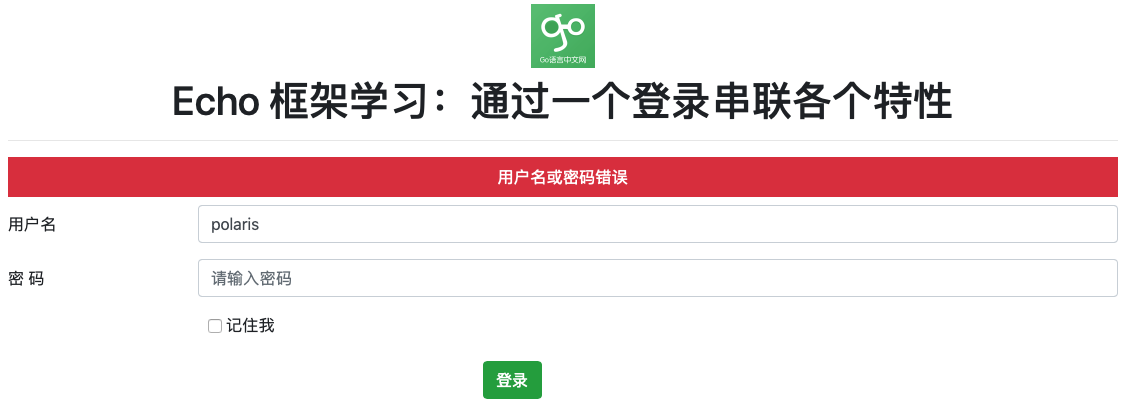 go
Go语言中文网
Echo 框架学习：通过一个登录串联各个特性
用户名或密码错误
用户名 polaris
密 码 请输入密码
记住我
登录